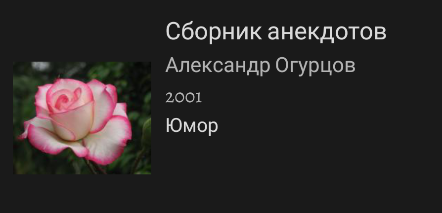 Сборник анекдотов
Александр Огурцов
2001
Юмор